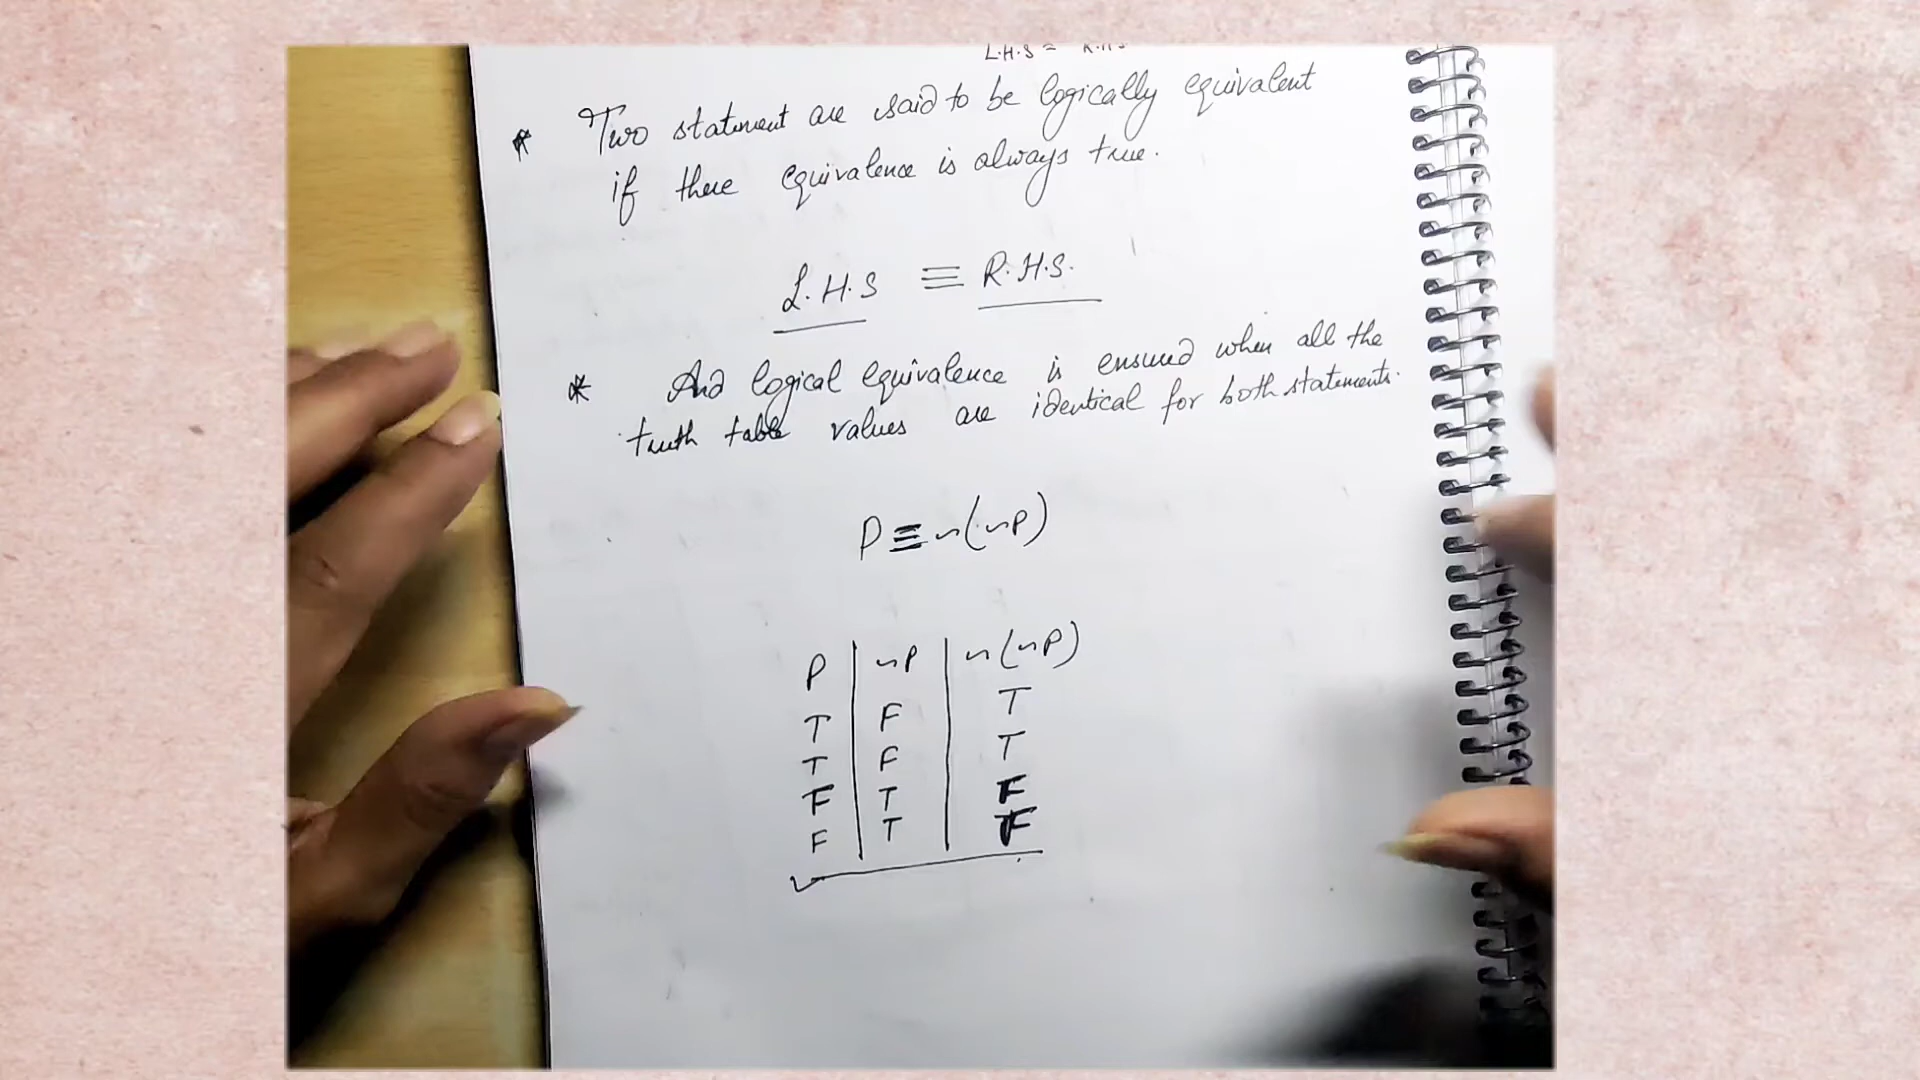 L.H.S = R.H.S
* Two statement are said to be logically equivalent
if there equivalence is always true.
L.H.S ≡ R.H.S.
* And logical equivalence is ensured when all the
truth table values are identical for both statements.
P ≡ ~(~P)
P | ~P | ~(~P)
T | F | T
T | F | T
F | T | F
F | T | F